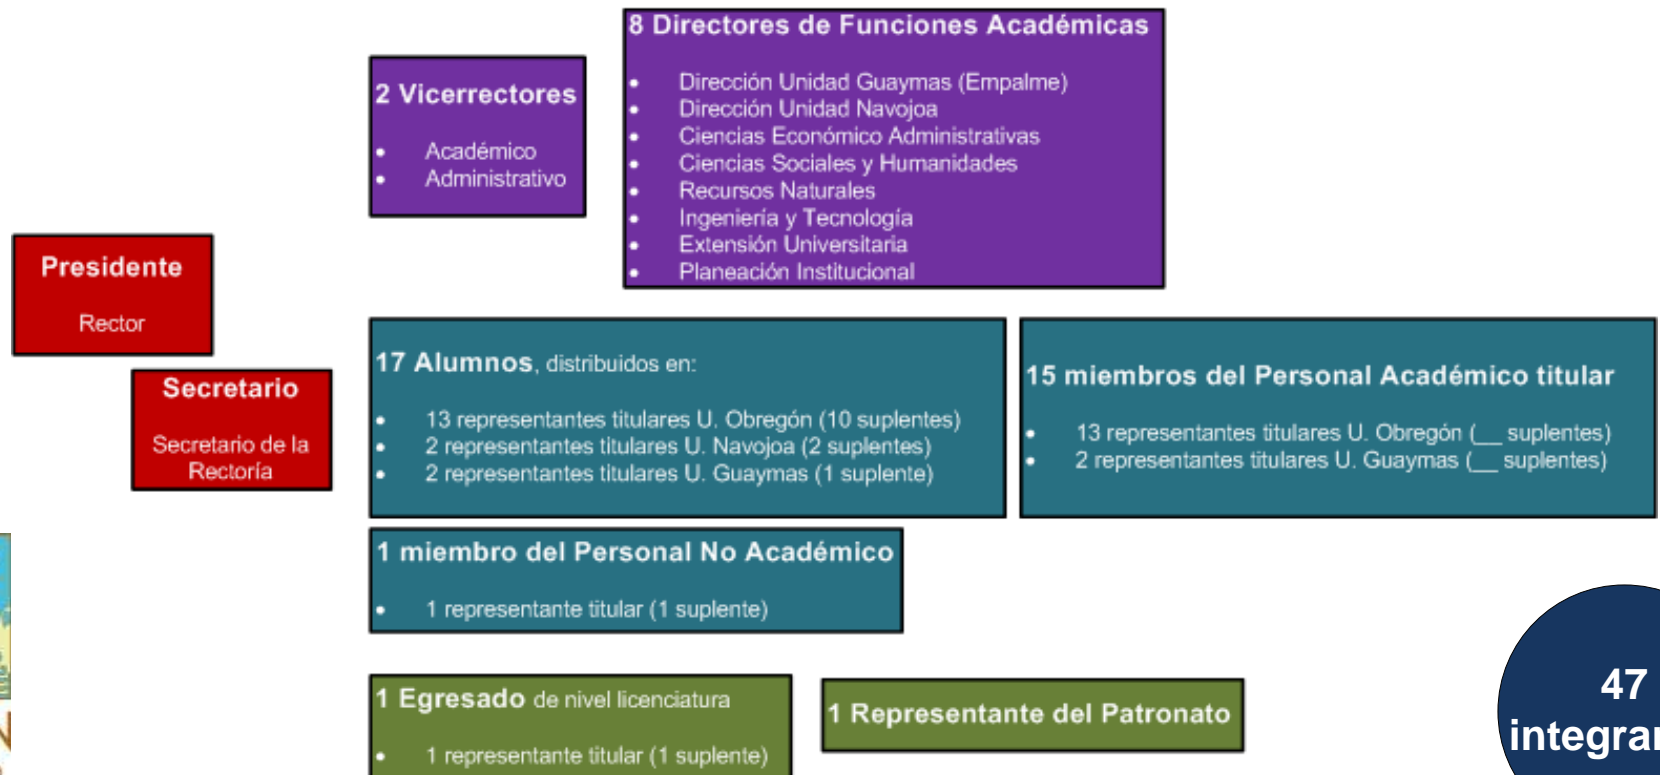 8 Directores de Funciones Académicas
• Dirección Unidad Guaymas (Empalme)
• Dirección Unidad Navojoa
• Ciencias Económico Administrativas
• Ciencias Sociales y Humanidades
• Recursos Naturales
• Ingeniería y Tecnología
• Extensión Universitaria
• Planeación Institucional
2 Vicerrectores
• Académico
• Administrativo
Presidente
Rector
Secretario
Secretario de la
Rectoría
17 Alumnos, distribuidos en:
• 13 representantes titulares U. Obregón (10 suplentes)
• 2 representantes titulares U. Navojoa (2 suplentes)
• 2 representantes titulares U. Guaymas (1 suplente)
15 miembros del Personal Académico titular
• 13 representantes titulares U. Obregón (__ suplentes)
• 2 representantes titulares U. Guaymas (__ suplentes)
1 miembro del Personal No Académico
• 1 representante titular (1 suplente)
1 Egresado de nivel licenciatura
• 1 representante titular (1 suplente)
1 Representante del Patronato
47